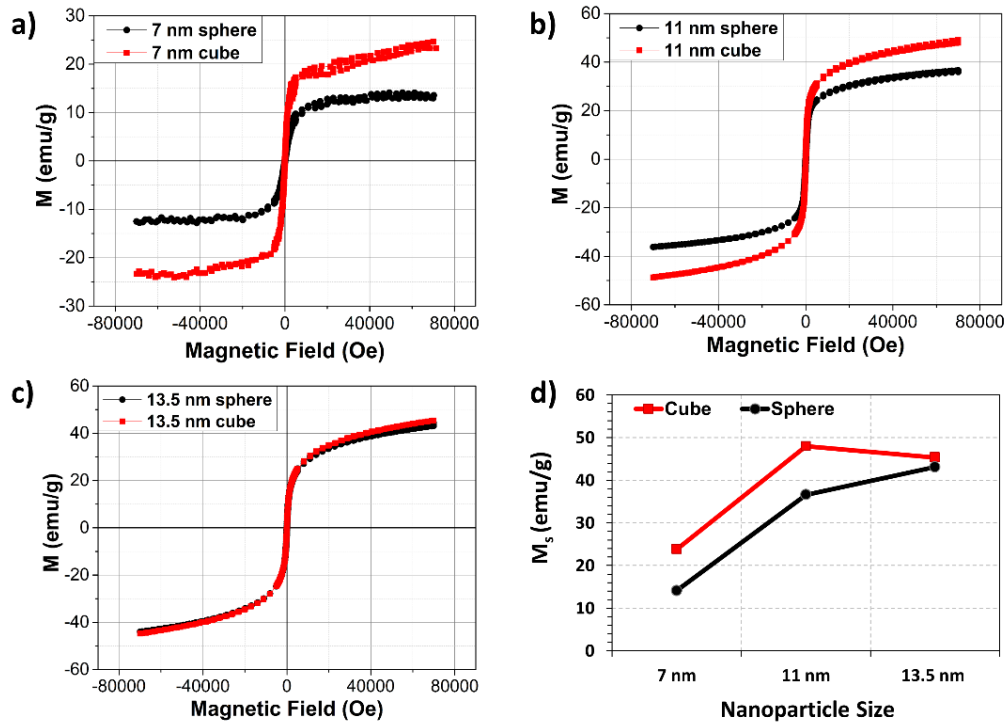 a)
7 nm sphere
7 nm cube
M (emu/g)
30
20
10
0
-10
-20
-30
-80000 -40000 0 40000 80000
Magnetic Field (Oe)
b)
11 nm sphere
11 nm cube
M (emu/g)
60
40
20
0
-20
-40
-60
-80000 -40000 0 40000 80000
Magnetic Field (Oe)
c)
13.5 nm sphere
13.5 nm cube
M (emu/g)
60
40
20
0
-20
-40
-60
-80000 -40000 0 40000 80000
Magnetic Field (Oe)
d)
Cube Sphere
Ms (emu/g)
60
50
40
30
20
10
0
7 nm 11 nm 13.5 nm
Nanoparticle Size